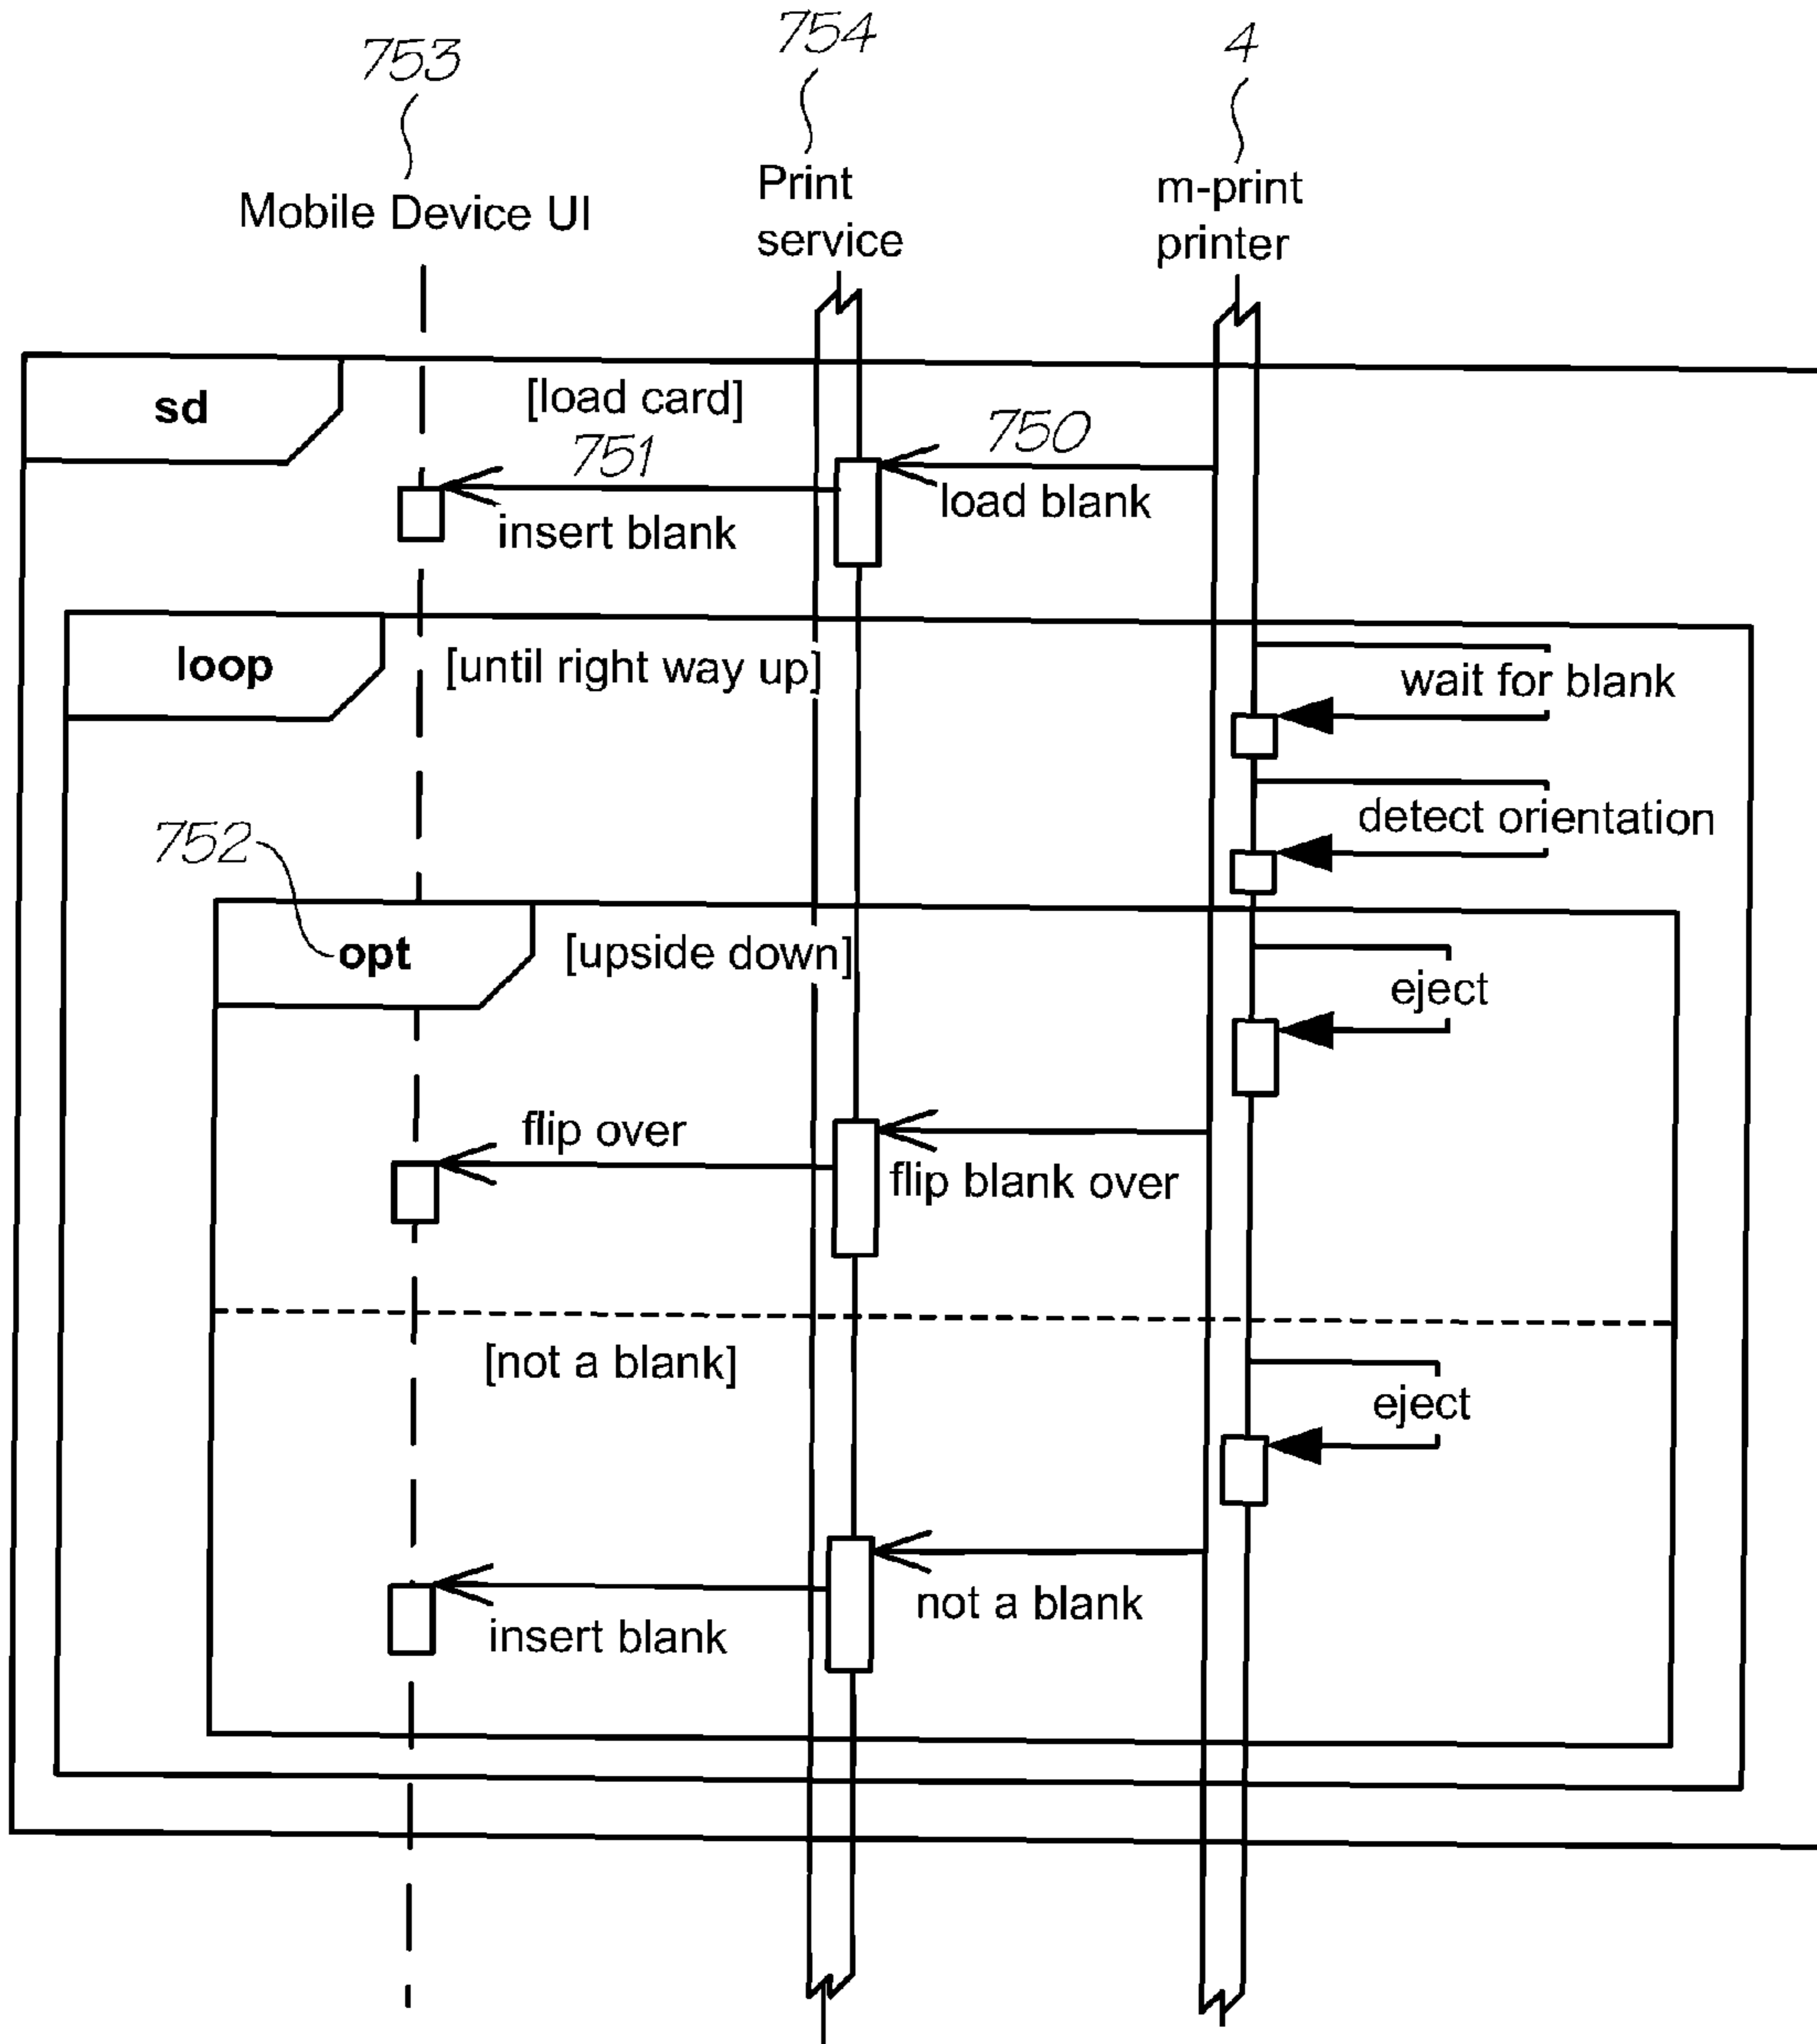 753
754
4
Mobile Device UI
Print
service
m-print
printer
sd
[load card]
751
750
insert blank
load blank
loop
[until right way up]
wait for blank
detect orientation
752
opt
[upside down]
eject
flip over
flip blank over
[not a blank]
eject
not a blank
insert blank